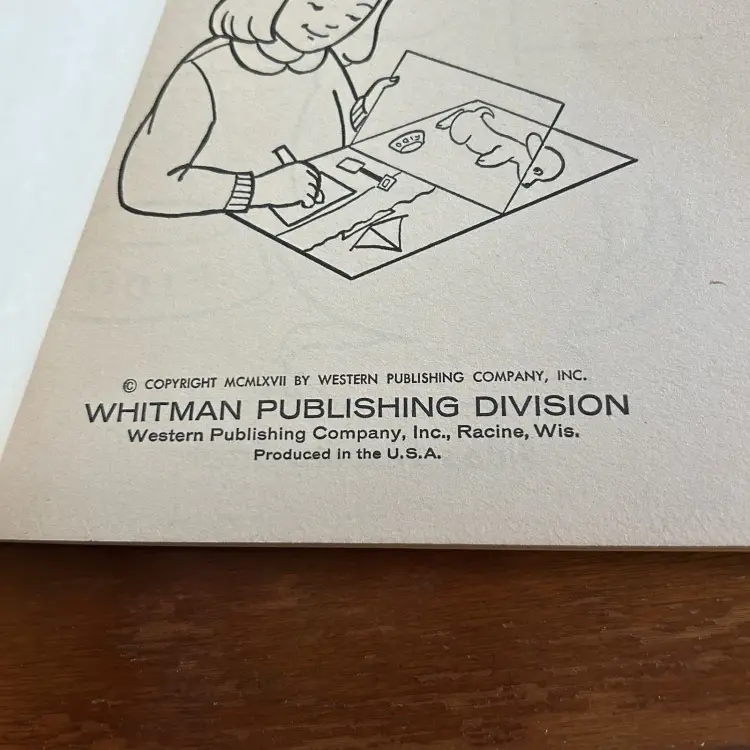 © COPYRIGHT MCMLXVII BY WESTERN PUBLISHING COMPANY, INC.
WHITMAN PUBLISHING DIVISION
Western Publishing Company, Inc., Racine, Wis.
Produced in the U.S.A.